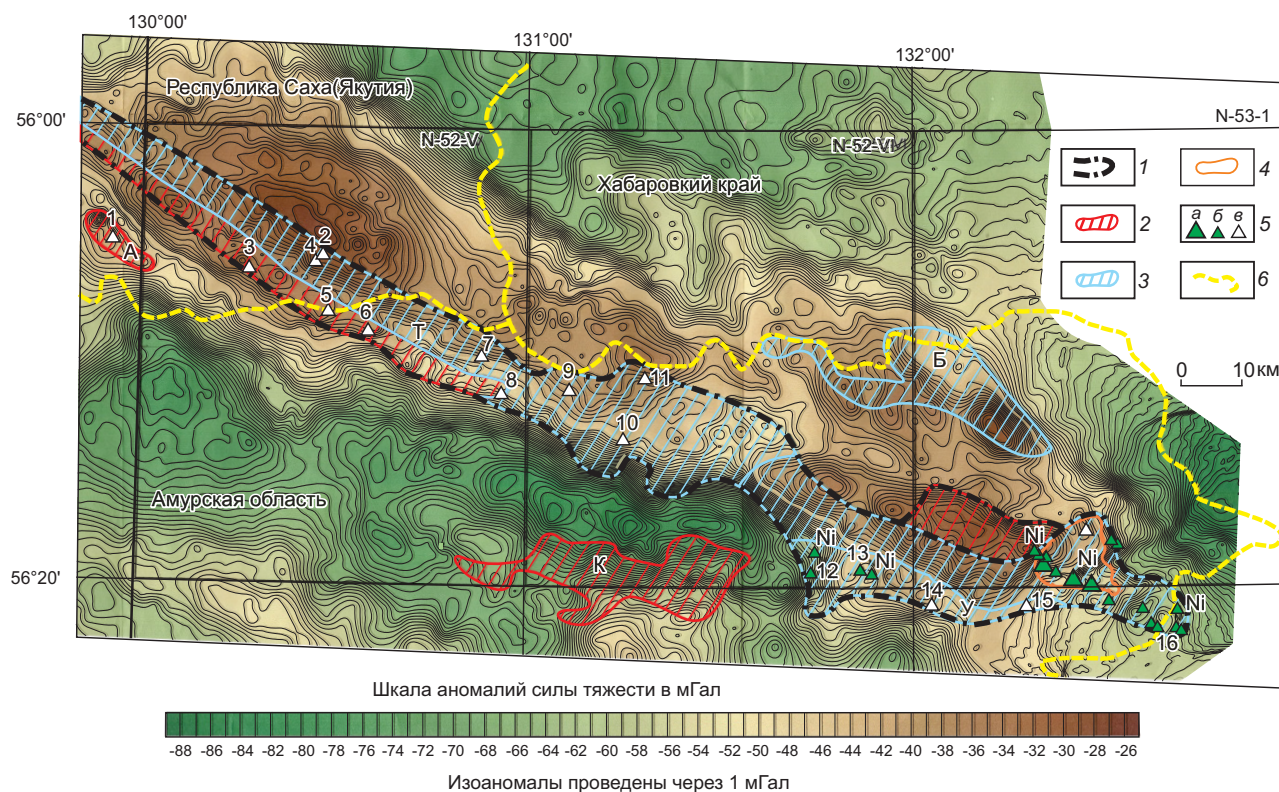 130°00'
131°00'
132°00'
Республика Саха(Якутия)
56°00'
N-52-V
N-52-VI
N-53-1
Хабаровкий край
1
4
а б в
2
5
3
6
0 10 км
1
А
2
4
3
5
6
Т
7
8
9
11
10
Б
Амурская область
К
56°20'
Ni
12
13
Ni
14
У
15
Ni
Ni
Ni
16
Шкала аномалий силы тяжести в мГал
-88 -86 -84 -82 -80 -78 -76 -74 -72 -70 -68 -66 -64 -62 -60 -58 -56 -54 -52 -50 -48 -46 -44 -42 -40 -38 -36 -34 -32 -30 -28 -26
Изоаномалы проведены через 1 мГал